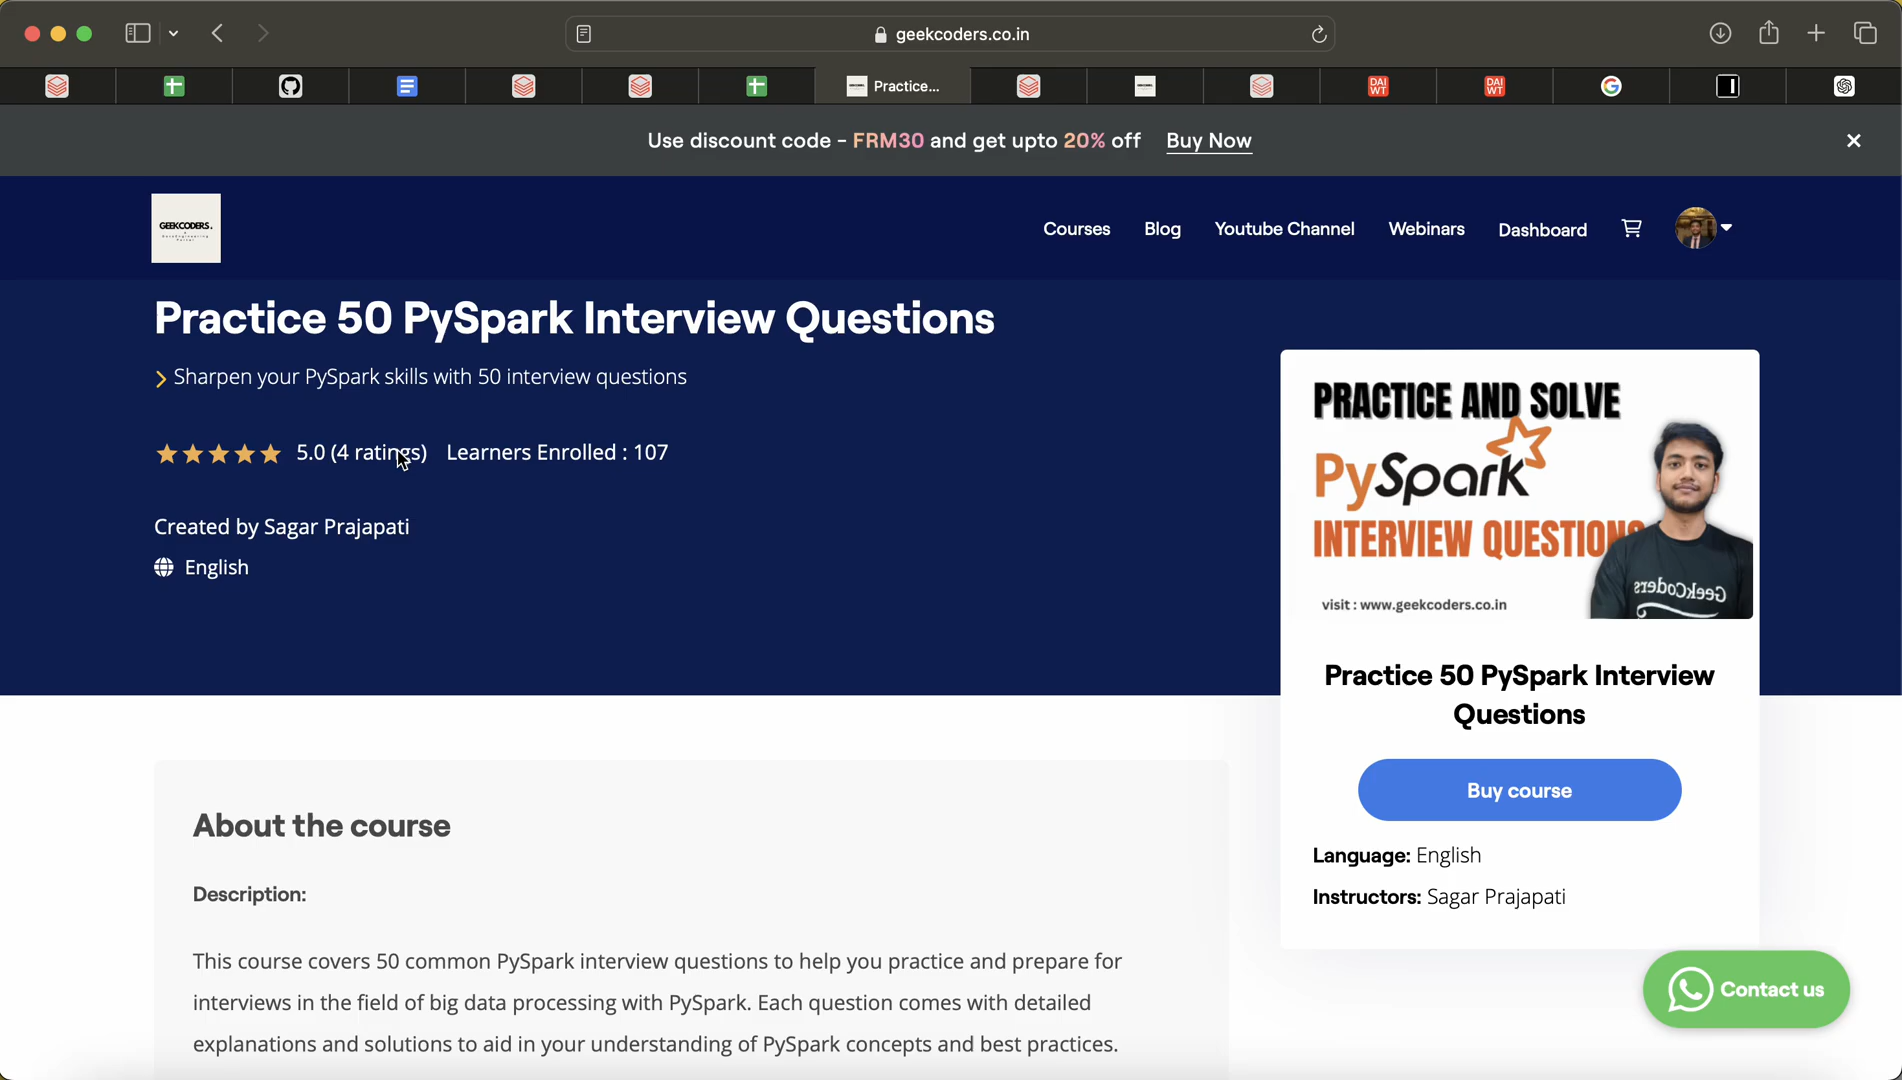 geekcoders.co.in
Practice...
DAI
WT
DAI
WT
Use discount code - FRM30 and get upto 20% off Buy Now
GEEKCODERS.
Courses Blog Youtube Channel Webinars Dashboard
Practice 50 PySpark Interview Questions
Sharpen your PySpark skills with 50 interview questions
5.0 (4 ratings) Learners Enrolled : 107
Created by Sagar Prajapati
English
PRACTICE AND SOLVE
PySpark
INTERVIEW QUESTIONS
GeekCoders
visit : www.geekcoders.co.in
Practice 50 PySpark Interview
Questions
Buy course
Language: English
Instructors: Sagar Prajapati
About the course
Description:
This course covers 50 common PySpark interview questions to help you practice and prepare for
interviews in the field of big data processing with PySpark. Each question comes with detailed
explanations and solutions to aid in your understanding of PySpark concepts and best practices.
Contact us